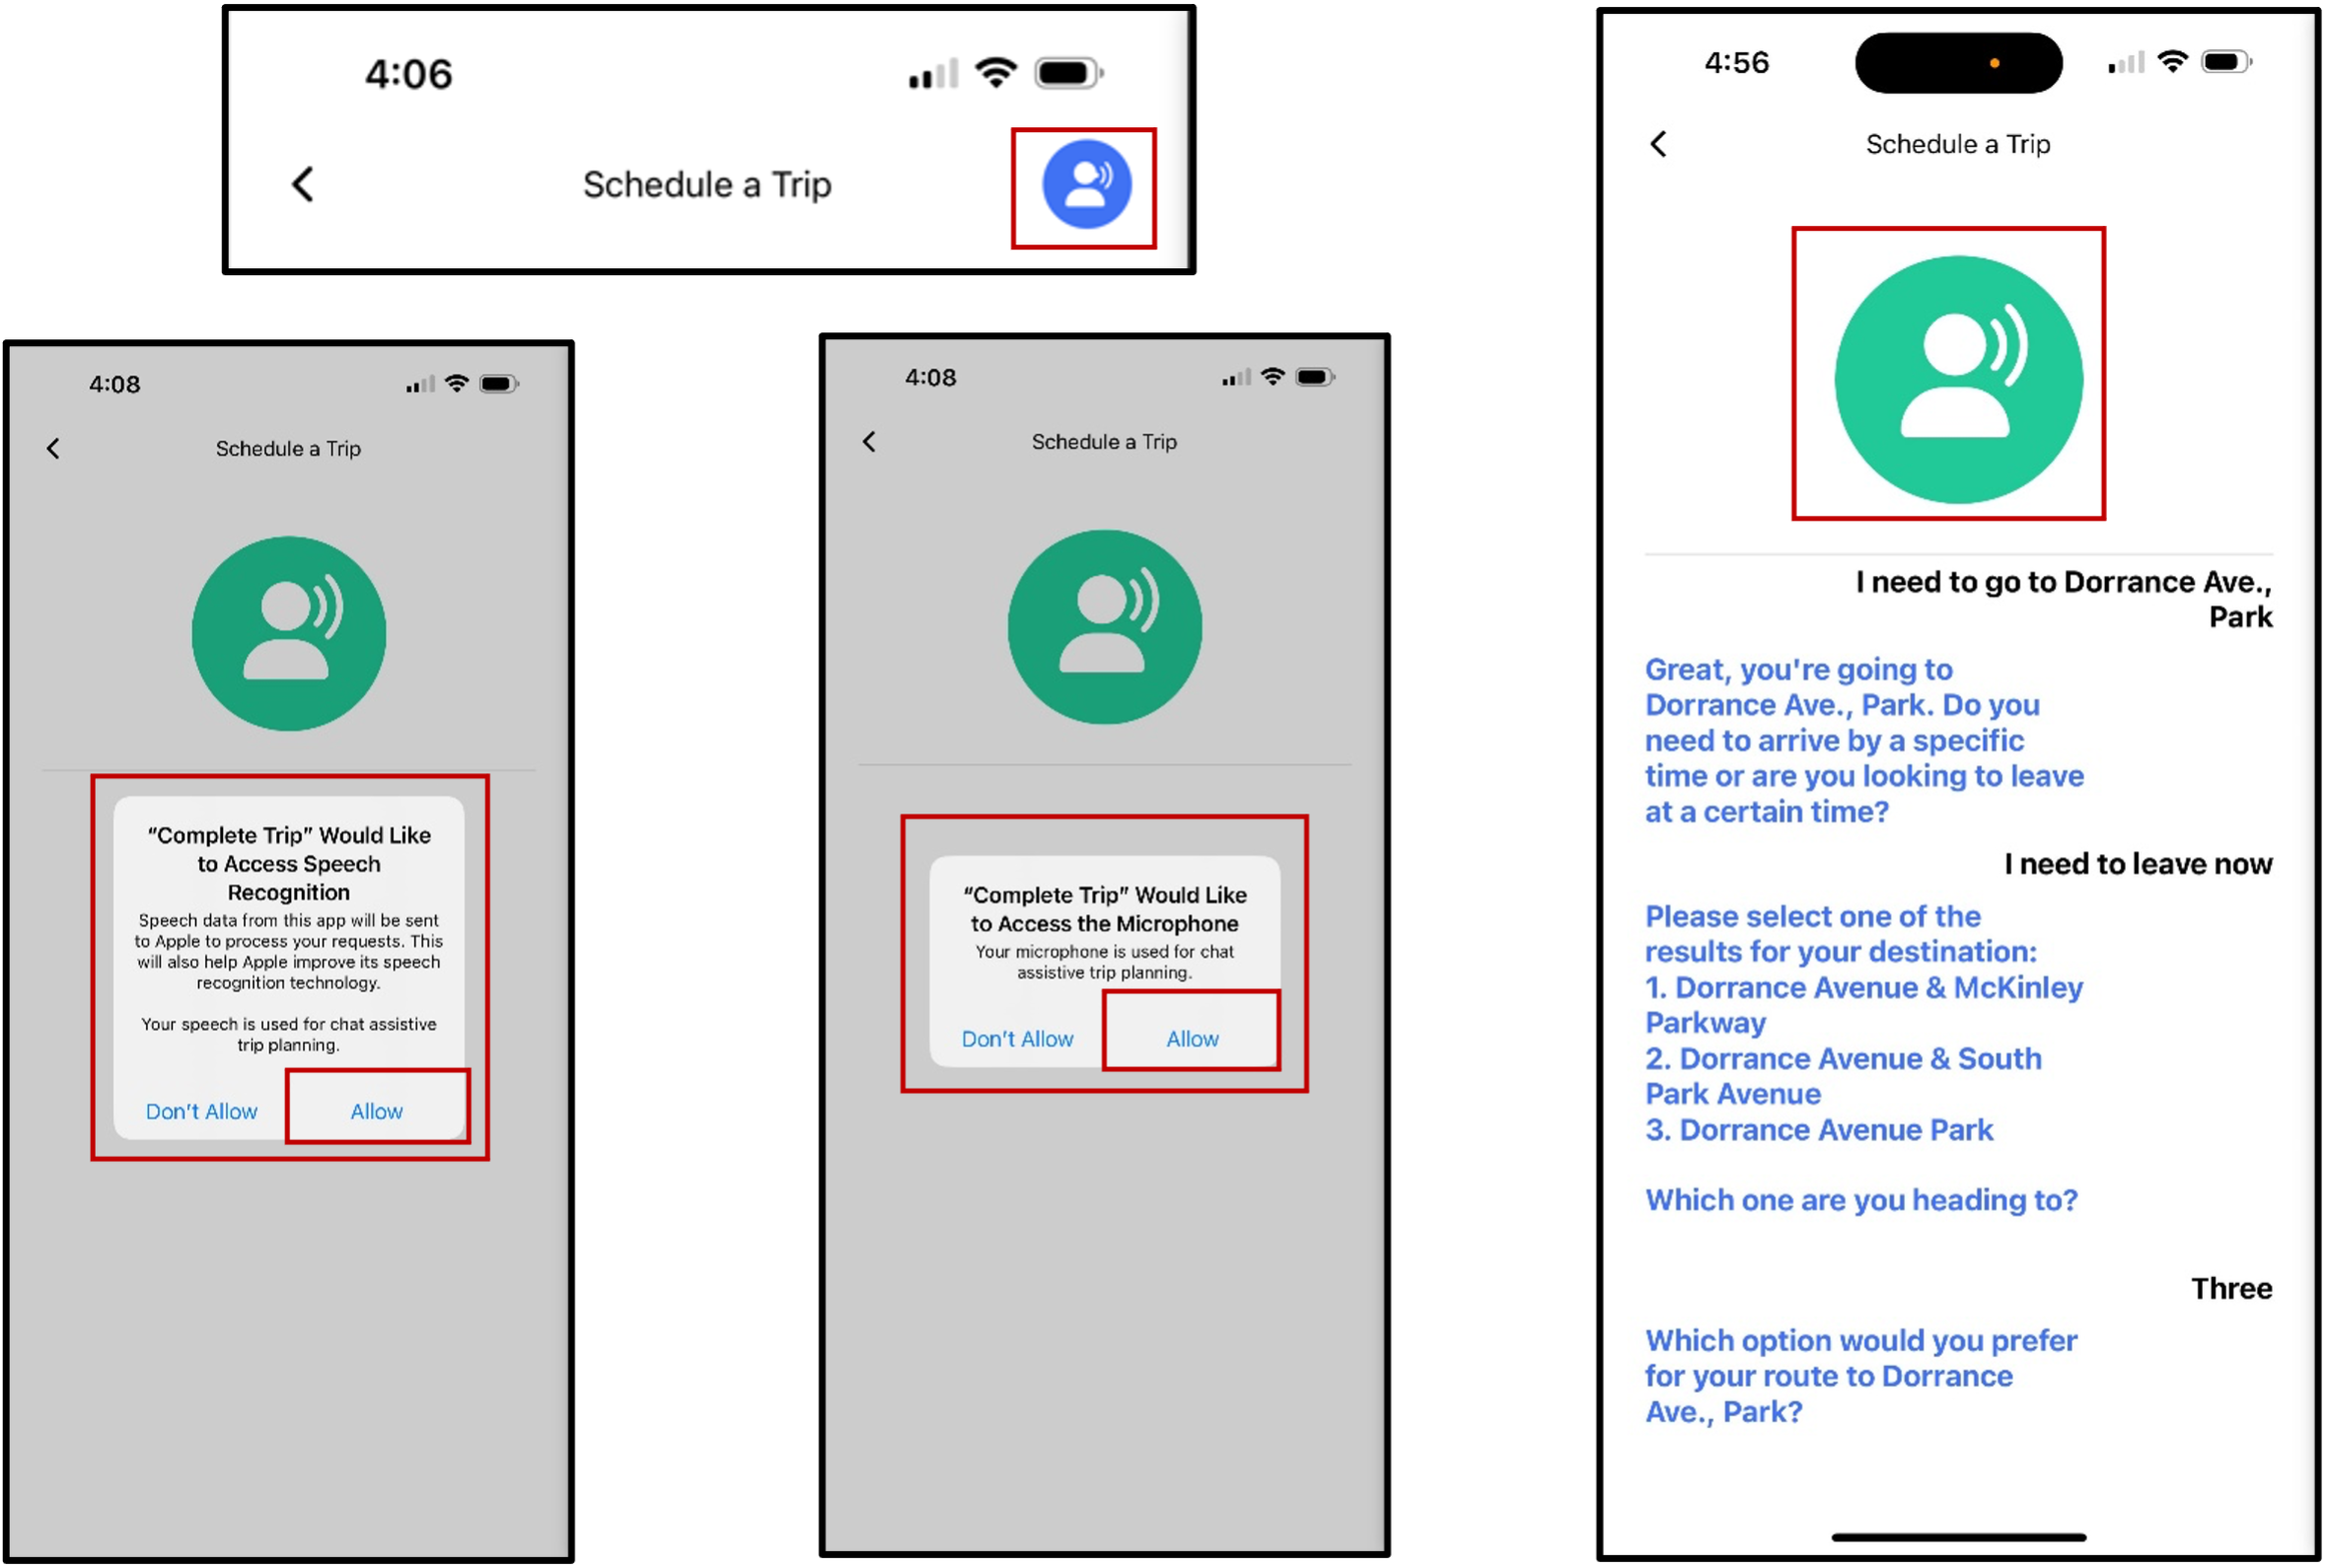 4:06
Schedule a Trip
4:08
Schedule a Trip
“Complete Trip” Would Like
to Access Speech
Recognition
Speech data from this app will be sent
to Apple to process your requests. This
will also help Apple improve its speech
recognition technology.
Your speech is used for chat assistive
trip planning.
Don’t Allow
Allow
4:08
Schedule a Trip
“Complete Trip” Would Like
to Access the Microphone
Your microphone is used for chat
assistive trip planning.
Don’t Allow
Allow
4:56
Schedule a Trip
I need to go to Dorrance Ave.,
Park
Great, you're going to
Dorrance Ave., Park. Do you
need to arrive by a specific
time or are you looking to leave
at a certain time?
I need to leave now
Please select one of the
results for your destination:
1. Dorrance Avenue & McKinley
Parkway
2. Dorrance Avenue & South
Park Avenue
3. Dorrance Avenue Park
Which one are you heading to?
Three
Which option would you prefer
for your route to Dorrance
Ave., Park?